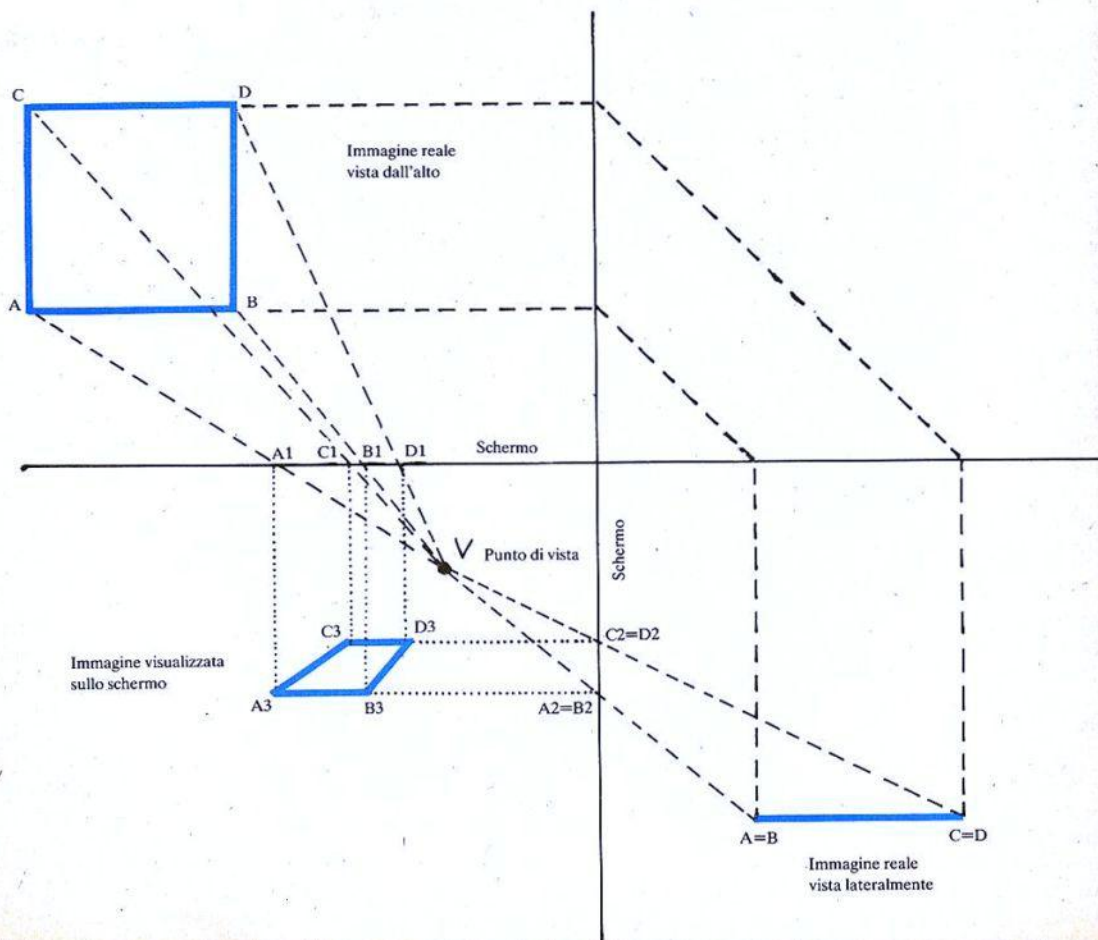 C
D
Immagine reale
vista dall'alto
A
B
A1
C1
B1
D1
Schermo
V
Punto di vista
Schermo
C3
D3
C2=D2
Immagine visualizzata
sullo schermo
A3
B3
A2=B2
A=B
C=D
Immagine reale
vista lateralmente